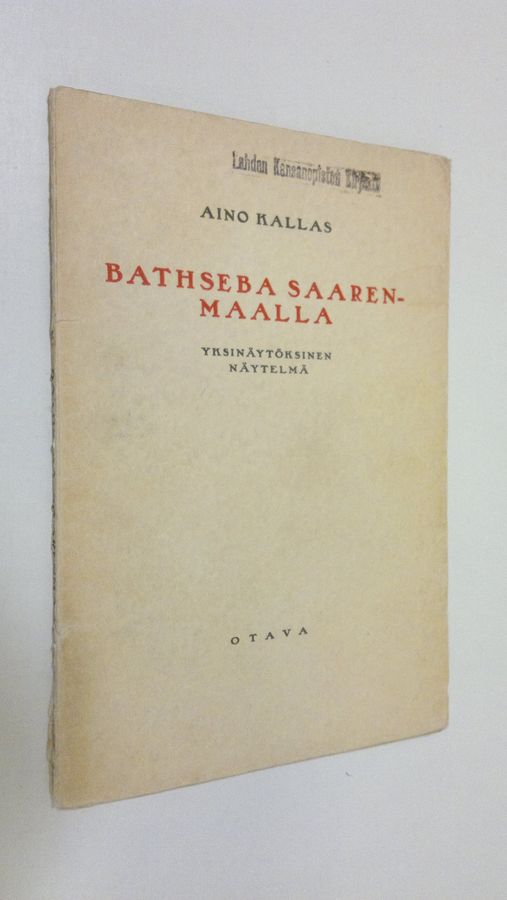 Lahden Kansanopiston Kirjasto
AINO KALLAS
BATHSEBA SAAREN-
MAALLA
YKSINÄYTÖKSINEN
NÄYTELMÄ
OTAVA